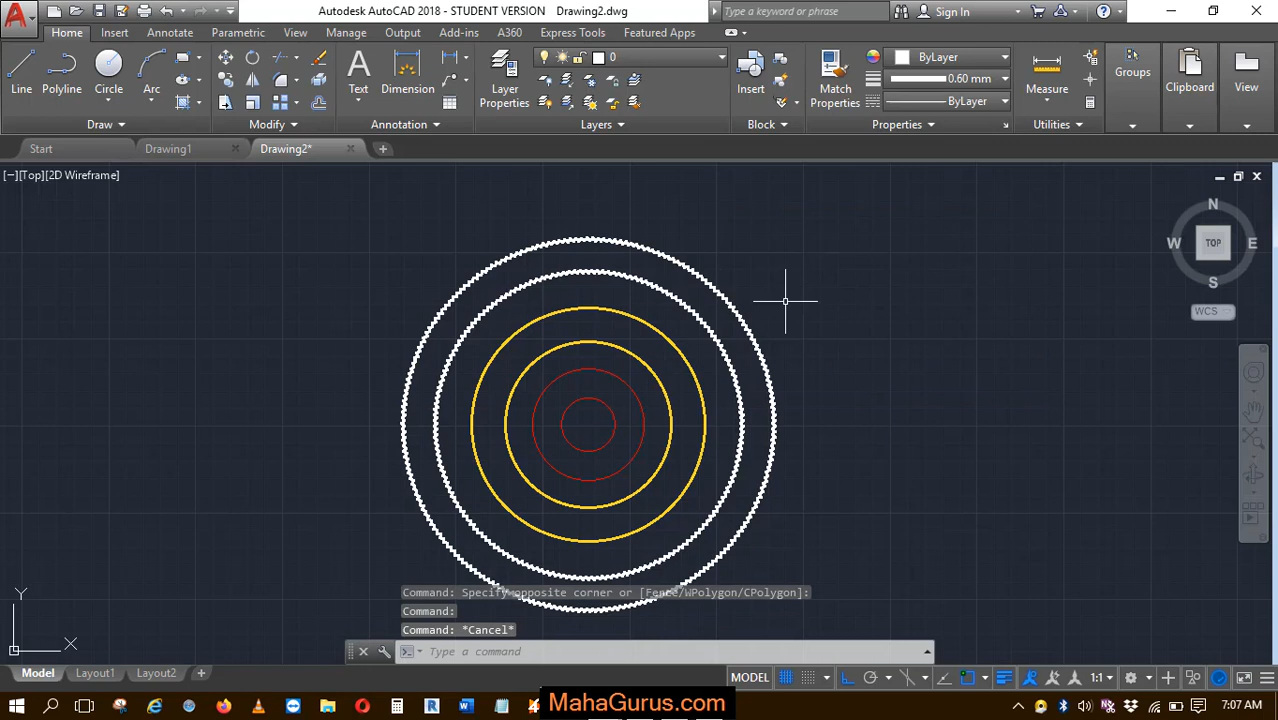 Autodesk AutoCAD 2018 - STUDENT VERSION Drawing2.dwg
Type a keyword or phrase
Sign In
Home Insert Annotate Parametric View Manage Output Add-ins A360 Express Tools Featured Apps
Line Polyline Circle Arc
Text Dimension
Layer Properties
0
Insert
Match Properties
ByLayer
0.60 mm
ByLayer
Measure
Groups
Clipboard
View
Draw Modify Annotation Layers Block Properties Utilities
Start Drawing1 Drawing2*
[−][Top][2D Wireframe]
N
W TOP E
S
WCS
Command: Specify opposite corner or [Fence/WPolygon/CPolygon]:
Command:
Command: *Cancel*
Y
X
Type a command
Model Layout1 Layout2
MODEL
1:1
MahaGurus.com
7:07 AM